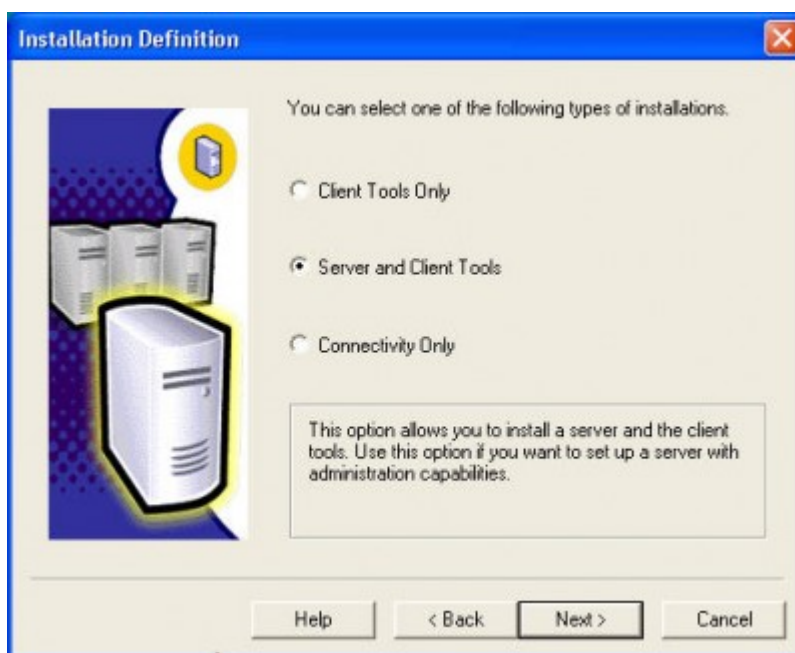 Installation Definition
You can select one of the following types of installations.
Client Tools Only
Server and Client Tools
Connectivity Only
This option allows you to install a server and the client
tools. Use this option if you want to set up a server with
administration capabilities.
Help
< Back
Next >
Cancel